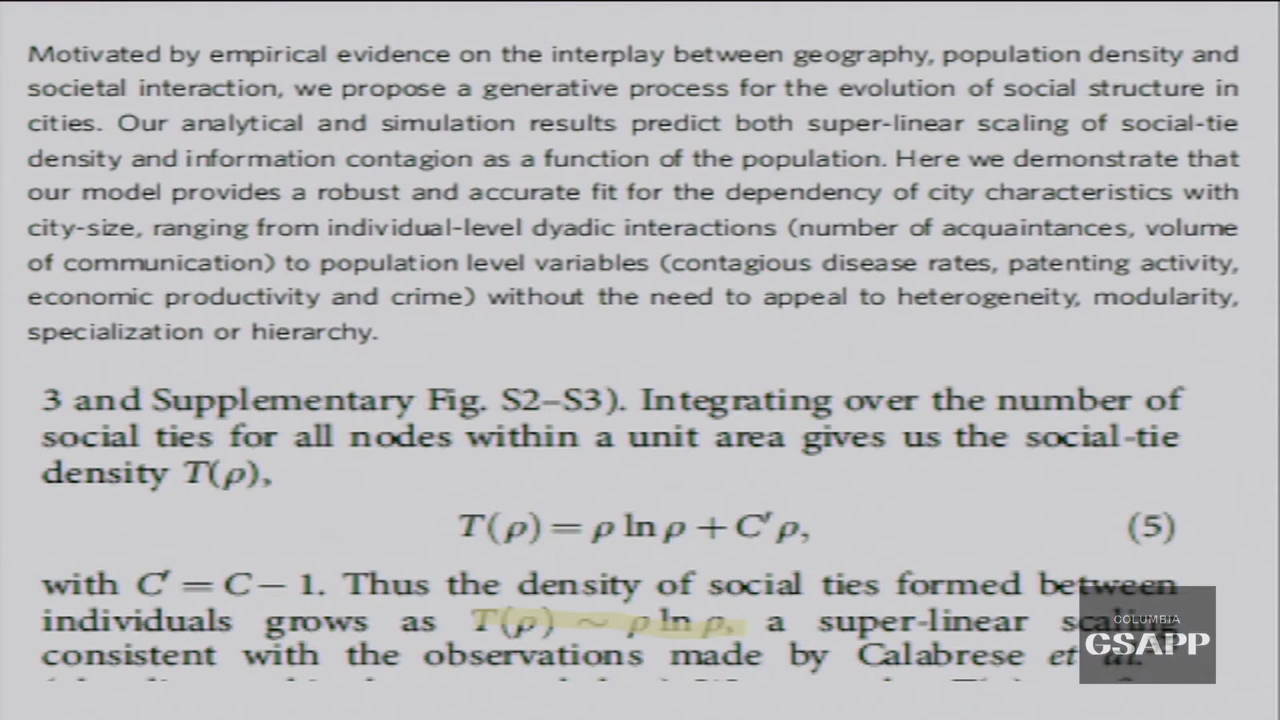 Motivated by empirical evidence on the interplay between geography, population density and
societal interaction, we propose a generative process for the evolution of social structure in
cities. Our analytical and simulation results predict both super-linear scaling of social-tie
density and information contagion as a function of the population. Here we demonstrate that
our model provides a robust and accurate fit for the dependency of city characteristics with
city-size, ranging from individual-level dyadic interactions (number of acquaintances, volume
of communication) to population level variables (contagious disease rates, patenting activity,
economic productivity and crime) without the need to appeal to heterogeneity, modularity,
specialization or hierarchy.
3 and Supplementary Fig. S2–S3). Integrating over the number of
social ties for all nodes within a unit area gives us the social-tie
density T(ρ),
T(ρ) = ρ ln ρ + C′ρ, (5)
with C′ = C − 1. Thus the density of social ties formed between
individuals grows as T(ρ) ~ ρ ln ρ, a super-linear scaling
consistent with the observations made by Calabrese et al.
COLUMBIA
GSAPP